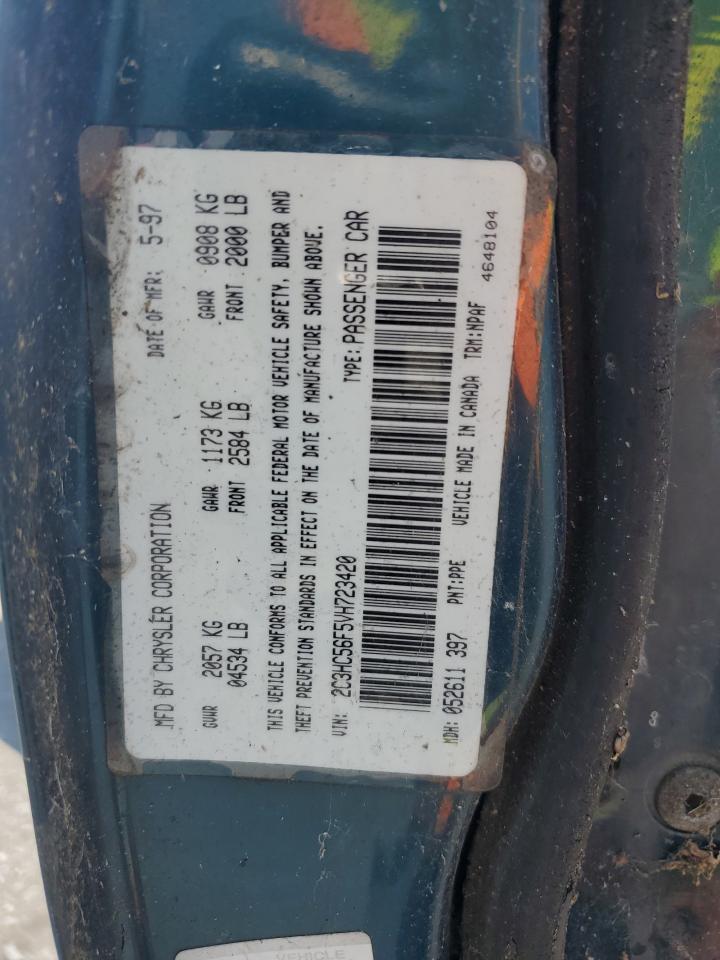 MFD BY CHRYSLER CORPORATION DATE OF MFR: 5-97
GVWR 2057 KG GAWR 1173 KG GAWR 0908 KG
04534 LB FRONT 2584 LB FRONT 2000 LB
THIS VEHICLE CONFORMS TO ALL APPLICABLE FEDERAL MOTOR VEHICLE SAFETY, BUMPER AND
THEFT PREVENTION STANDARDS IN EFFECT ON THE DATE OF MANUFACTURE SHOWN ABOVE.
VIN: 2C3HC56F5VH723420 TYPE: PASSENGER CAR
MDH: 052611 397 PNT:PPE VEHICLE MADE IN CANADA TRM:NPAF
4648104
VEHICLE